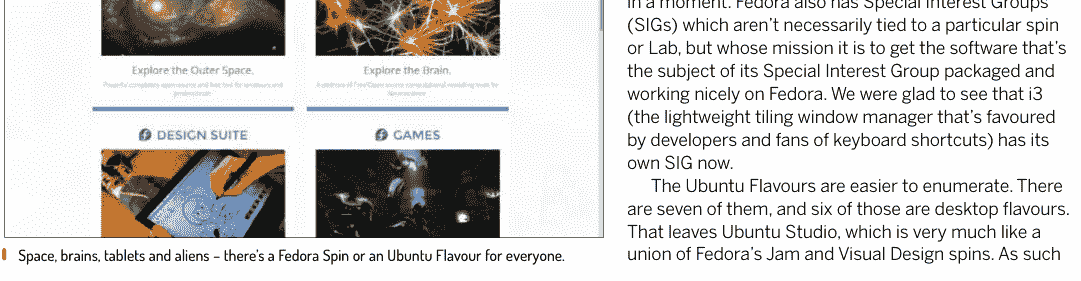 Explore the Outer Space.
Explore the Brain.
DESIGN SUITE
GAMES
Space, brains, tablets and aliens – there's a Fedora Spin or an Ubuntu Flavour for everyone.
in a moment. Fedora also has Special Interest Groups
(SIGs) which aren't necessarily tied to a particular spin
or Lab, but whose mission it is to get the software that's
the subject of its Special Interest Group packaged and
working nicely on Fedora. We were glad to see that i3
(the lightweight tiling window manager that's favoured
by developers and fans of keyboard shortcuts) has its
own SIG now.
The Ubuntu Flavours are easier to enumerate. There
are seven of them, and six of those are desktop flavours.
That leaves Ubuntu Studio, which is very much like a
union of Fedora's Jam and Visual Design spins. As such